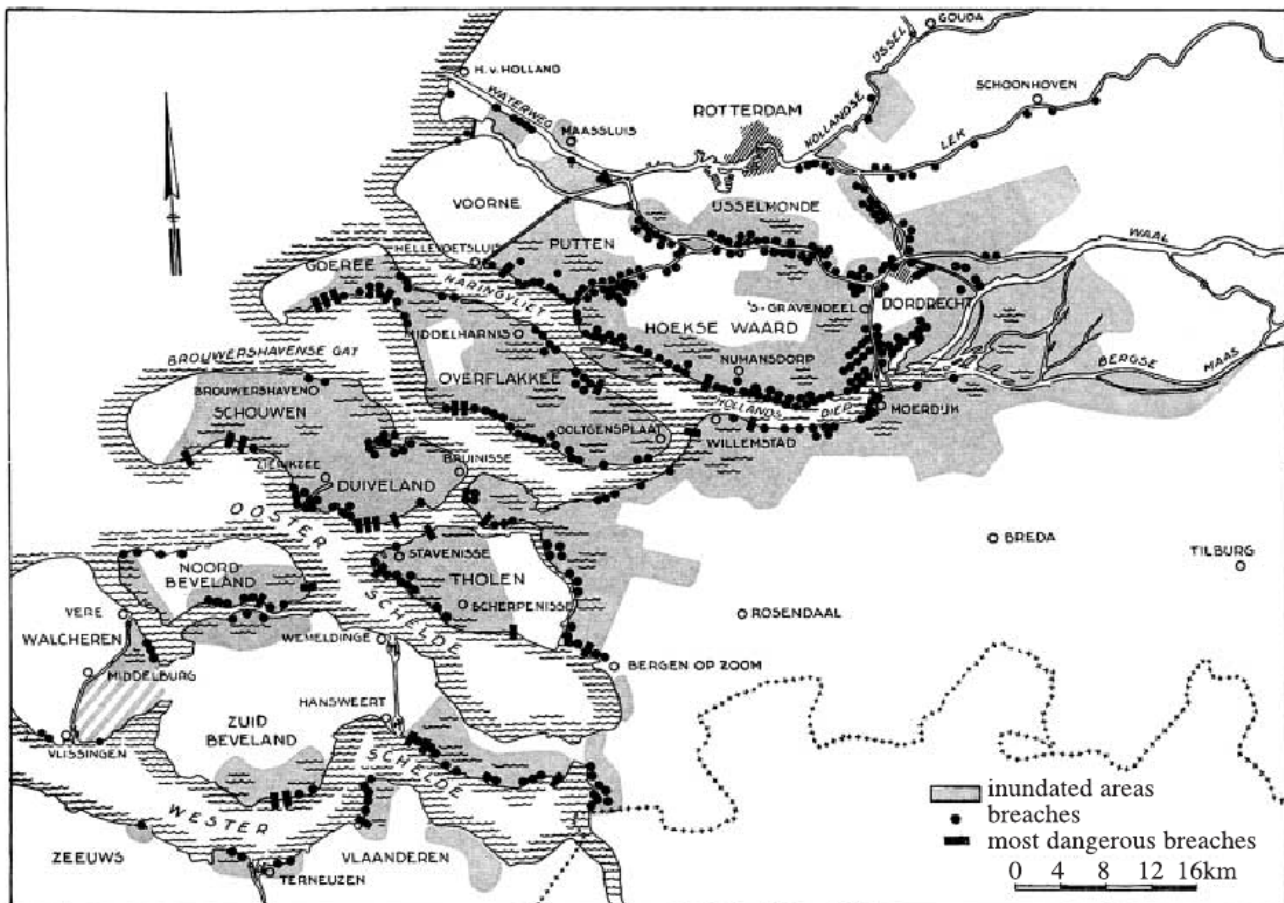 GOUDA
IJSSEL
H.V. HOLLAND
SCHOONHOVEN
WATERWEG
ROTTERDAM
HOLLANDSE
MAASSLUIS
LEK
VOORNE
IJSSELMONDE
PUTTEN
WAAL
HELLEVOETSLUIS
GOEREE
HARINGVLIET
'S-GRAVENDEEL
DORDRECHT
MIDDELHARNIS
HOEKSE WAARD
BROUWERSHAVENSE GAT
NUMANSDORP
BERGSE
MAAS
OVERFLAKKEE
BROUWERSHAVEN
HOLLANDS DIEP
MOERDIJK
SCHOUWEN
OOLTGENSPLAAT
WILLEMSTAD
ZIERIKZEE
BRUINISSE
DUIVELAND
OOSTER
BREDA
STAVENISSE
TILBURG
NOORD-
BEVELAND
THOLEN
SCHERPENISSE
VERE
SCHELDE
ROSENDAAL
WALCHEREN
WEMELDINGE
BERGEN OP ZOOM
MIDDELBURG
HANSWEERT
ZUID
BEVELAND
VLISSINGEN
SCHELDE
inundated areas
WESTER
breaches
most dangerous breaches
ZEEUWS
VLAANDEREN
TERNEUZEN
0 4 8 12 16km